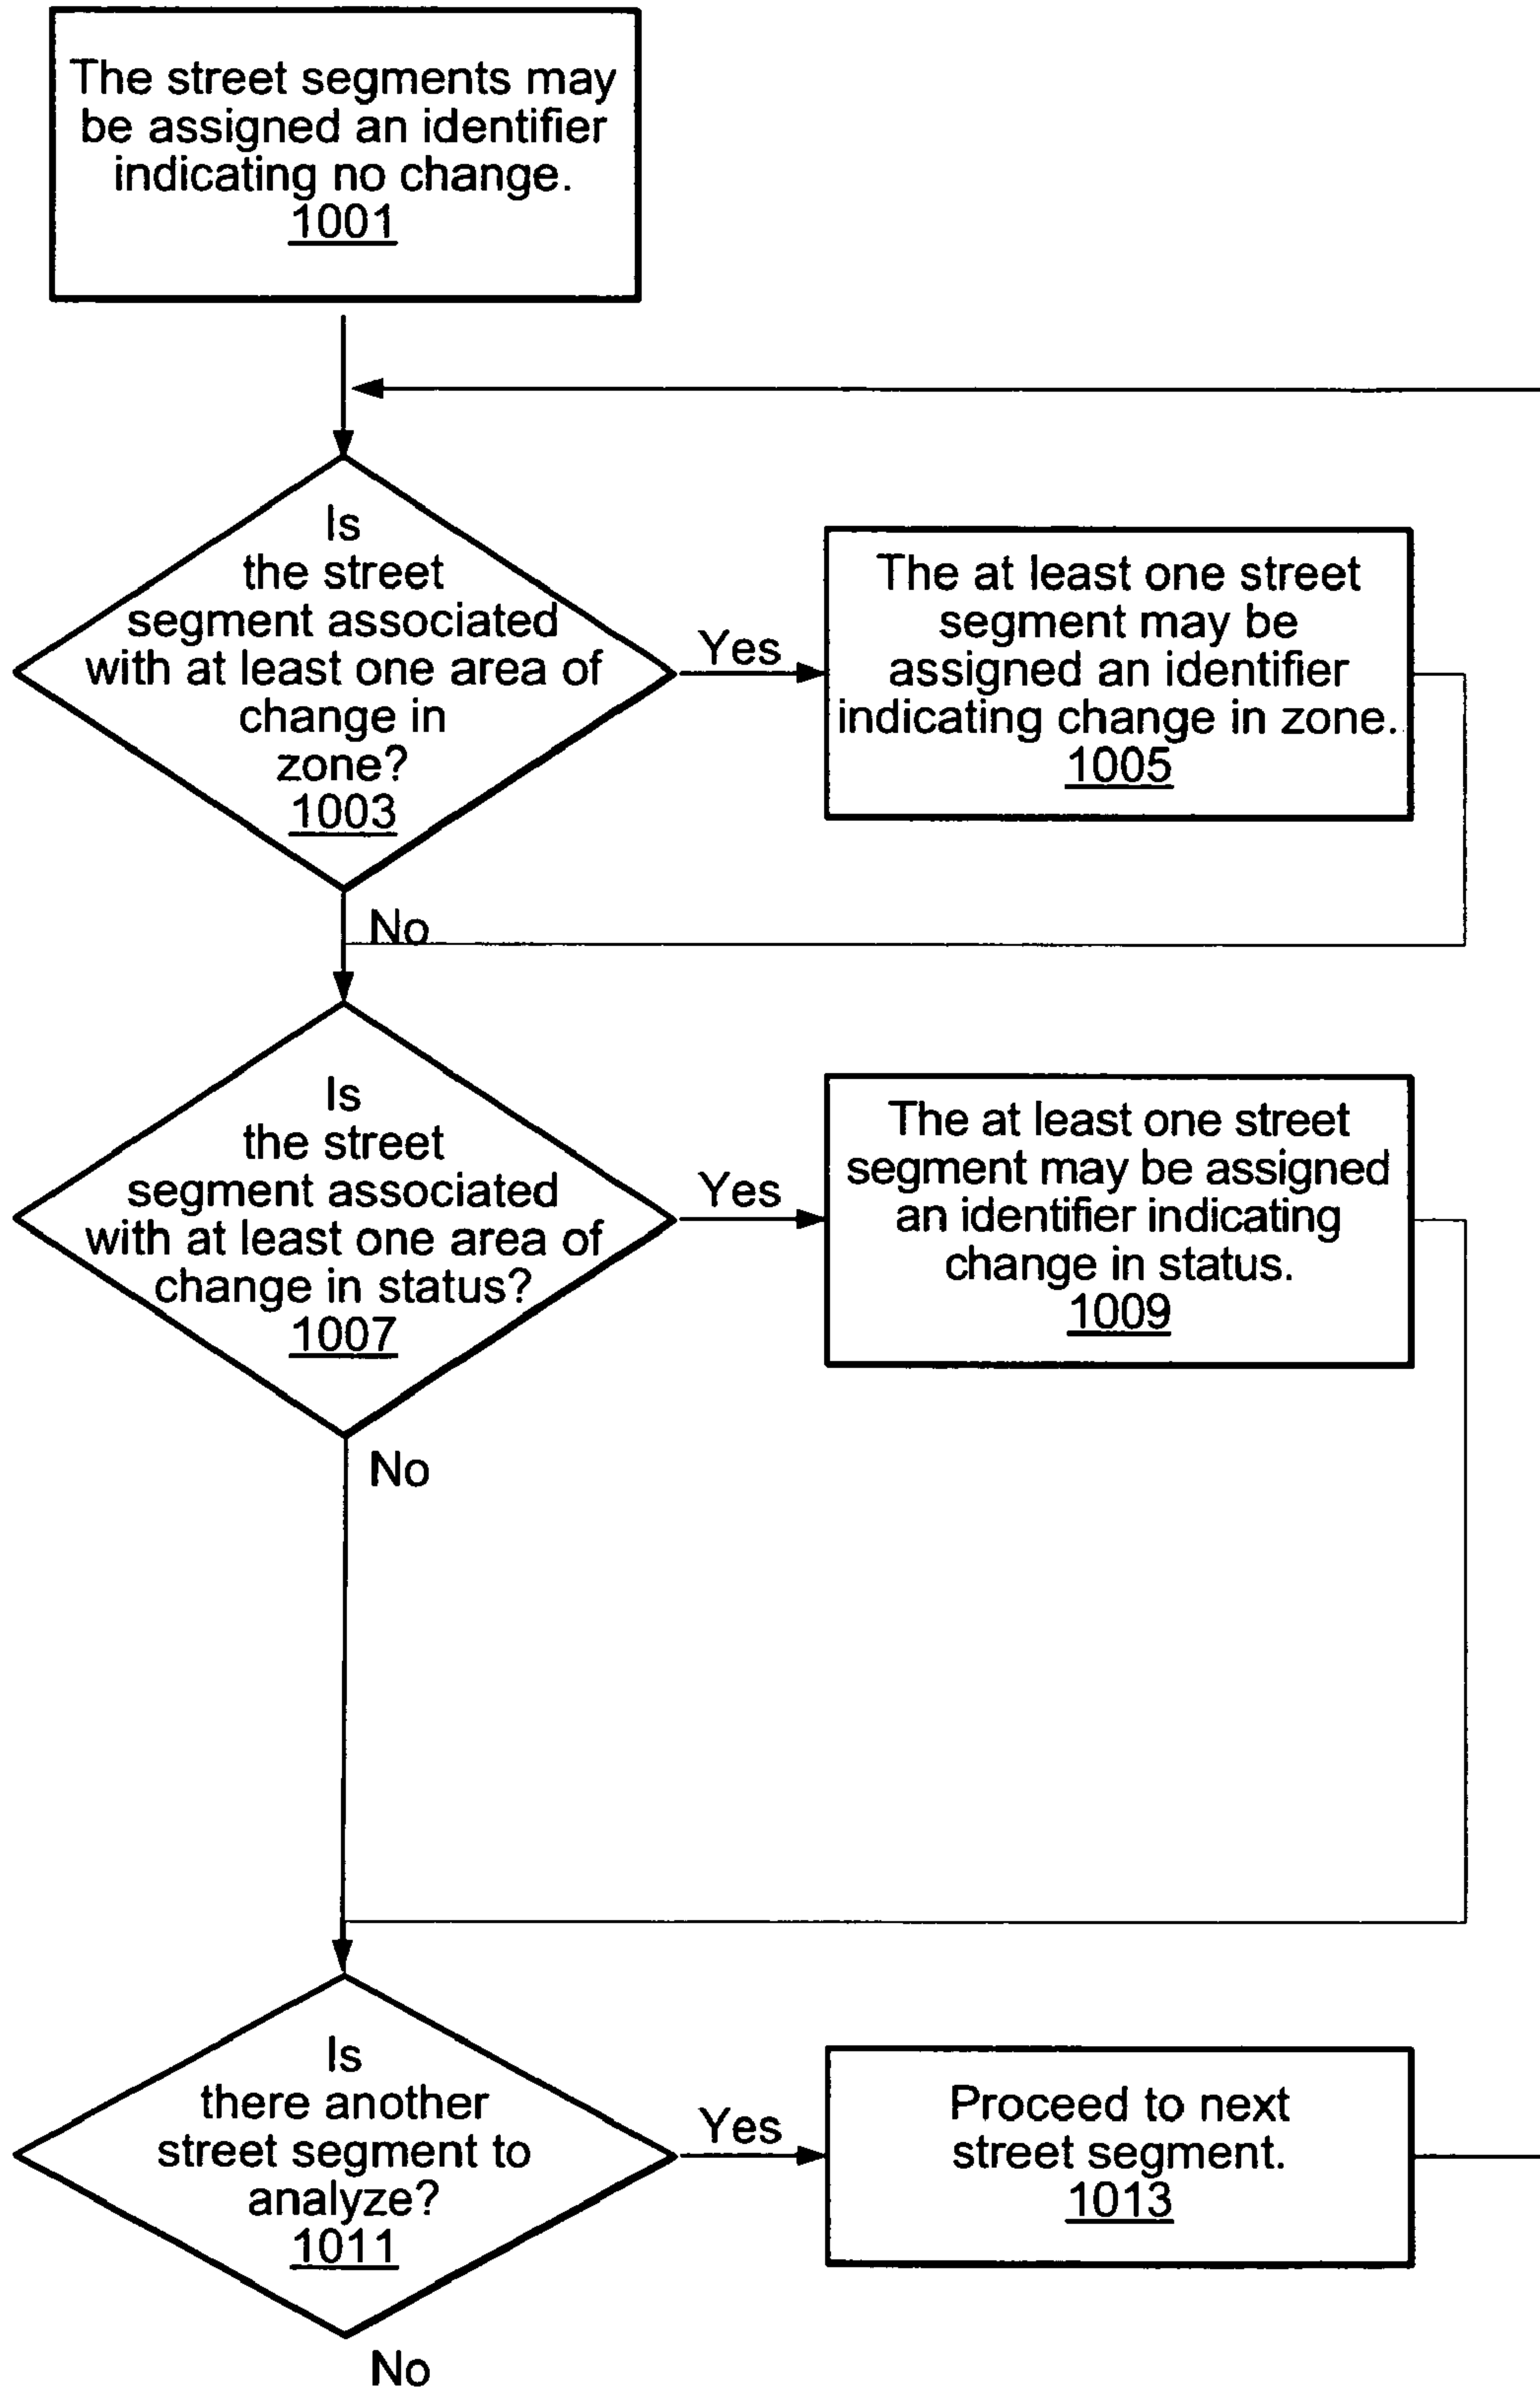 The street segments may
be assigned an identifier
indicating no change.
1001
Is
the street
segment associated
with at least one area of
change in
zone?
1003
Yes
The at least one street
segment may be
assigned an identifier
indicating change in zone.
1005
No
Is
the street
segment associated
with at least one area of
change in status?
1007
Yes
The at least one street
segment may be assigned
an identifier indicating
change in status.
1009
No
Is
there another
street segment to
analyze?
1011
Yes
Proceed to next
street segment.
1013
No